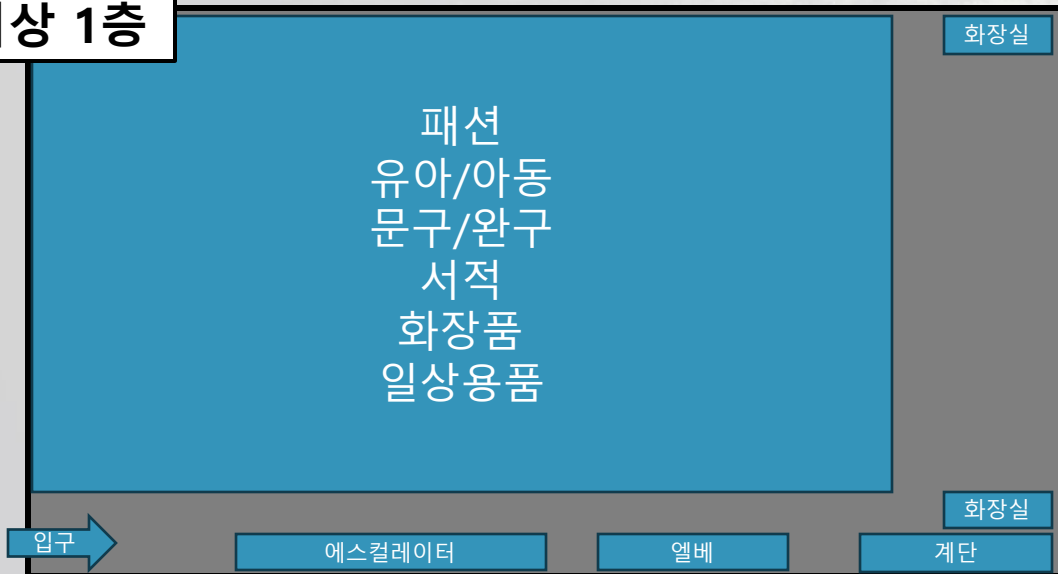 상 1층
화장실
패션
유아/아동
문구/완구
서적
화장품
일상용품
화장실
입구
에스컬레이터
엘베
계단